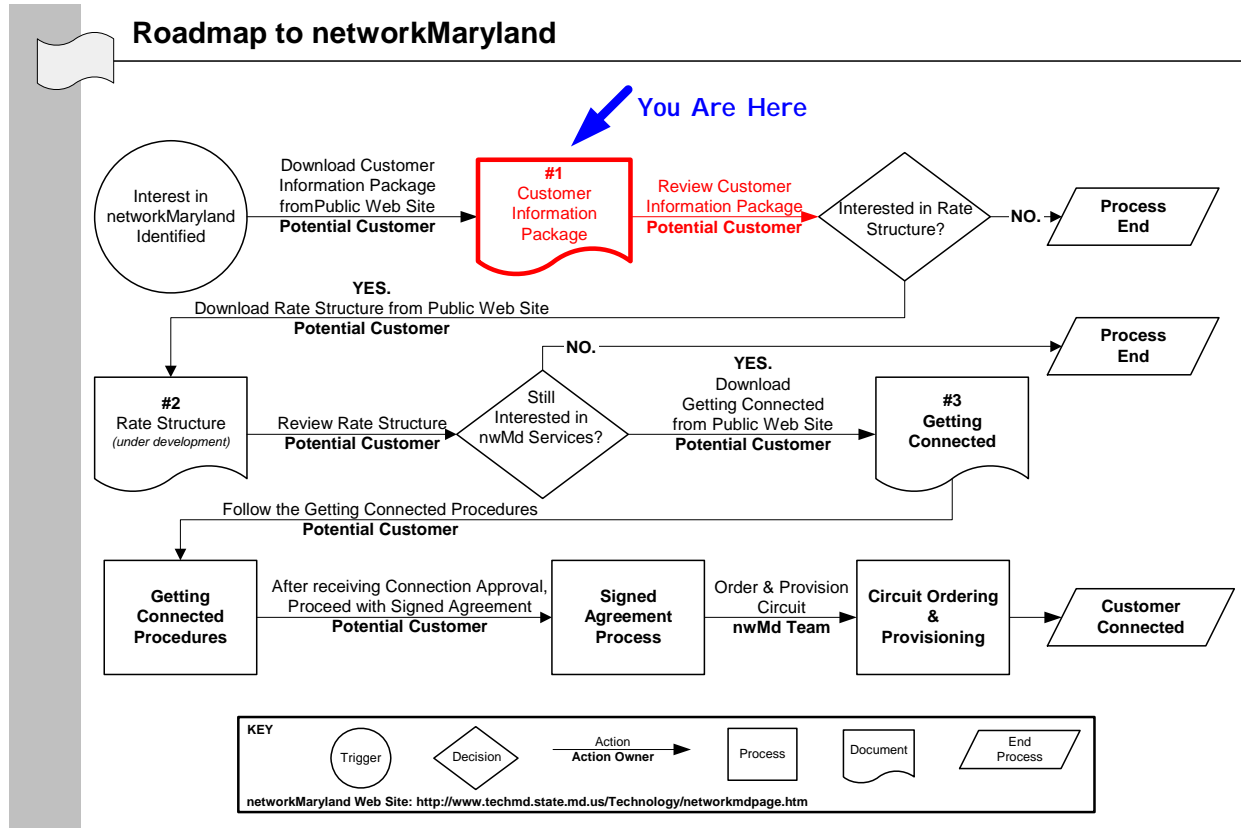 Roadmap to networkMaryland
You Are Here
Interest in
networkMaryland
Identified
Download Customer
Information Package
fromPublic Web Site
Potential Customer
#1
Customer
Information
Package
Review Customer
Information Package
Potential Customer
Interested in Rate
Structure?
NO.
Process
End
YES.
Download Rate Structure from Public Web Site
Potential Customer
#2
Rate Structure
(under development)
Review Rate Structure
Potential Customer
Still
Interested in
nwMd Services?
NO.
Process
End
YES.
Download
Getting Connected
from Public Web Site
Potential Customer
#3
Getting
Connected
Follow the Getting Connected Procedures
Potential Customer
Getting
Connected
Procedures
After receiving Connection Approval,
Proceed with Signed Agreement
Potential Customer
Signed
Agreement
Process
Order & Provision
Circuit
nwMd Team
Circuit Ordering
&
Provisioning
Customer
Connected
KEY
Trigger
Decision
Action
Action Owner
Process
Document
End
Process
networkMaryland Web Site: http://www.techmd.state.md.us/Technology/networkmdpage.htm